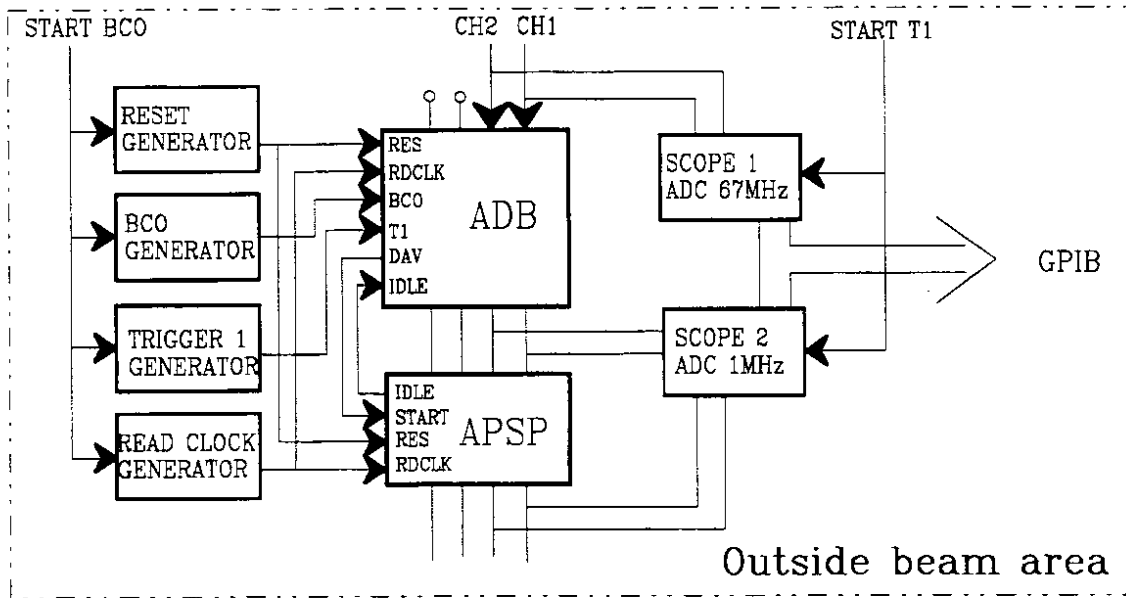 START BCO
CH2 CH1
START T1
RESET
GENERATOR
BCO
GENERATOR
TRIGGER 1
GENERATOR
READ CLOCK
GENERATOR
RES
RDCLK
BCO
T1
DAV
IDLE
ADB
IDLE
START
RES
RDCLK
APSP
SCOPE 1
ADC 67MHz
SCOPE 2
ADC 1MHz
GPIB
Outside beam area